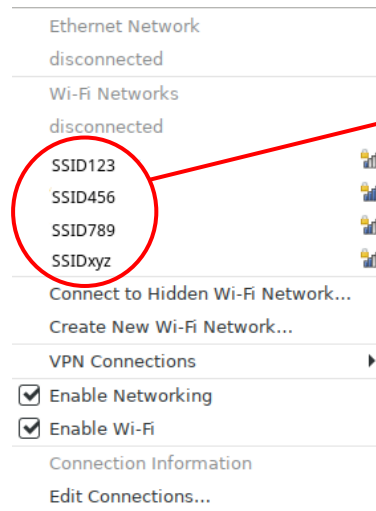 Ethernet Network
disconnected
Wi-Fi Networks
disconnected
SSID123
SSID456
SSID789
SSIDxyz
Connect to Hidden Wi-Fi Network...
Create New Wi-Fi Network...
VPN Connections
Enable Networking
Enable Wi-Fi
Connection Information
Edit Connections...